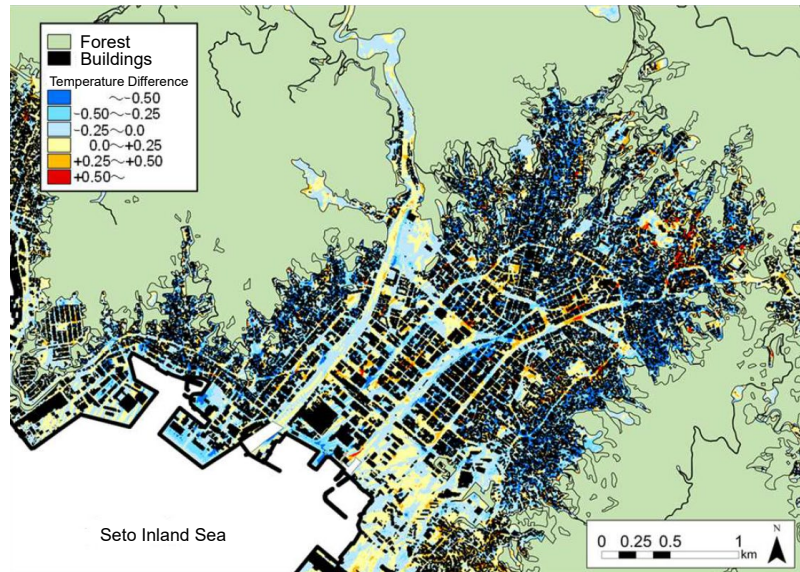 Forest
Buildings
Temperature Difference
～-0.50
-0.50～-0.25
-0.25～0.0
0.0～+0.25
+0.25～+0.50
+0.50～
Seto Inland Sea
N
0 0.25 0.5 1
km